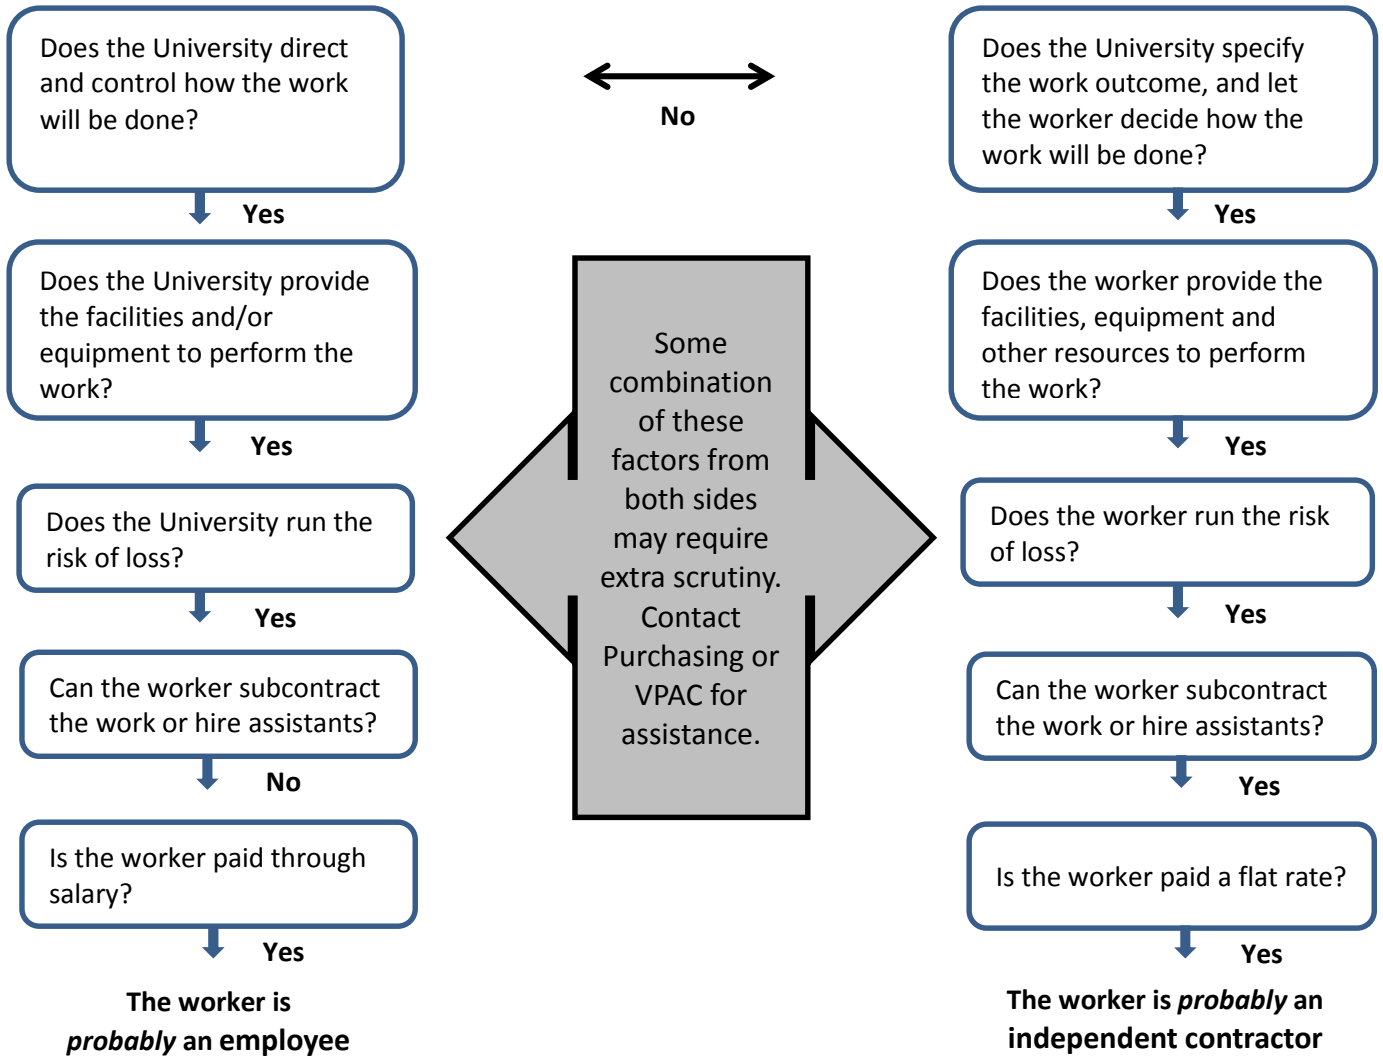 Does the University direct
and control how the work
will be done?
Yes
Does the University provide
the facilities and/or
equipment to perform the
work?
Yes
Does the University run the
risk of loss?
Yes
Can the worker subcontract
the work or hire assistants?
No
Is the worker paid through
salary?
Yes
The worker is
probably an employee
No
Some
combination
of these
factors from
both sides
may require
extra scrutiny.
Contact
Purchasing or
VPAC for
assistance.
Does the University specify
the work outcome, and let
the worker decide how the
work will be done?
Yes
Does the worker provide the
facilities, equipment and
other resources to perform
the work?
Yes
Does the worker run the risk
of loss?
Yes
Can the worker subcontract
the work or hire assistants?
Yes
Is the worker paid a flat rate?
Yes
The worker is probably an
independent contractor